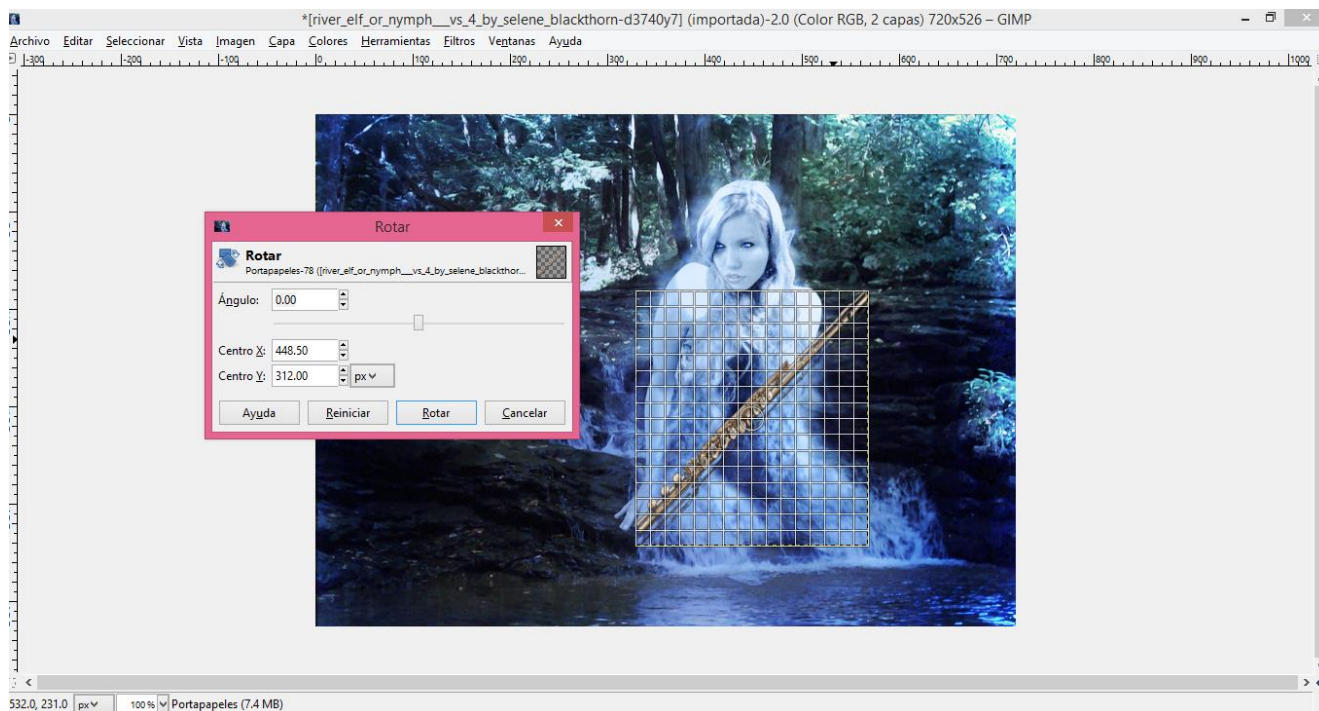 *[river_elf_or_nymph___vs_4_by_selene_blackthorn-d3740y7] (importada)-2.0 (Color RGB, 2 capas) 720x526 – GIMP
Archivo Editar Seleccionar Vista Imagen Capa Colores Herramientas Filtros Ventanas Ayuda
-300 -200 -100 0 100 200 300 400 500 600 700 800 900 1000
Rotar
Rotar
Portapapeles-78 ([river_elf_or_nymph___vs_4_by_selene_blackthor...
Ángulo: 0.00
Centro X: 448.50
Centro Y: 312.00 px
Ayuda Reiniciar Rotar Cancelar
532.0, 231.0 px 100 % Portapapeles (7.4 MB)